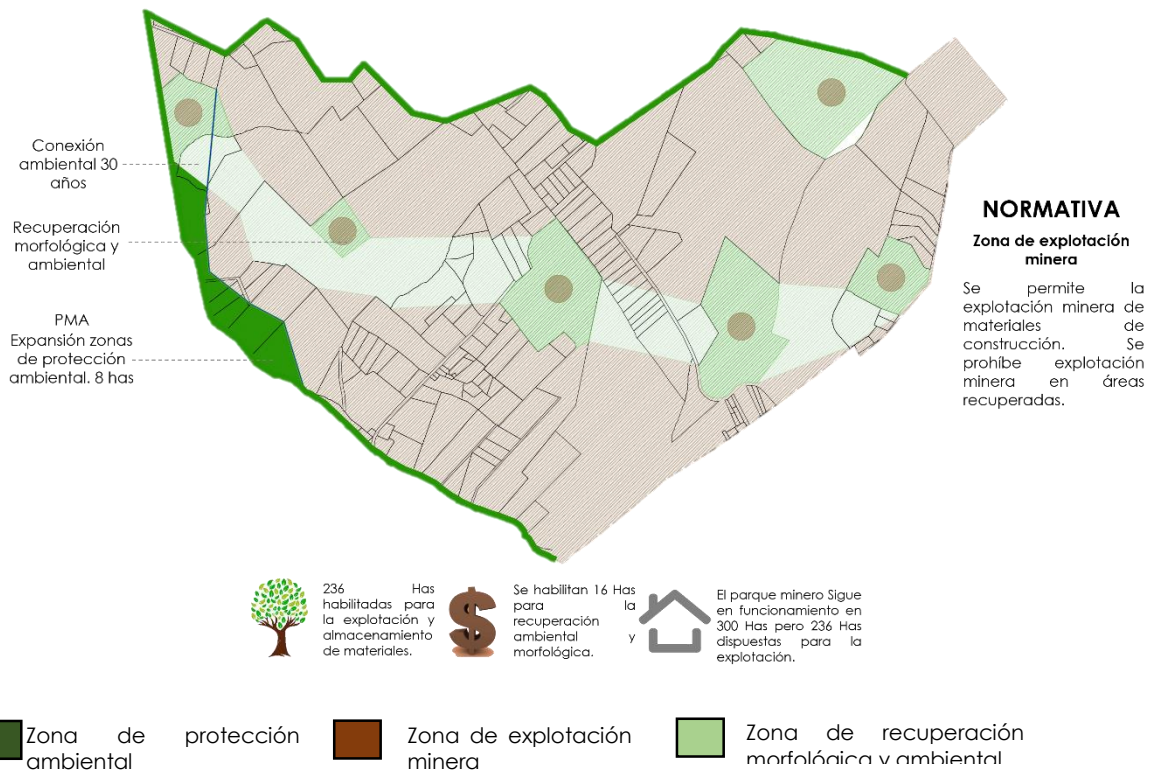 Conexión
ambiental 30
años
Recuperación
morfológica y
ambiental
PMA
Expansión zonas
de protección
ambiental. 8 has
NORMATIVA
Zona de explotación
minera
Se permite la
explotación minera de
materiales de
construcción. Se
prohíbe explotación
minera en áreas
recuperadas.
236 Has
habilitadas para
la explotación y
almacenamiento
de materiales.
$
Se habilitan 16 Has
para la
recuperación
ambiental y
morfológica.
El parque minero Sigue
en funcionamiento en
300 Has pero 236 Has
dispuestas para la
explotación.
Zona de protección
ambiental
Zona de explotación
minera
Zona de recuperación
morfológica y ambiental